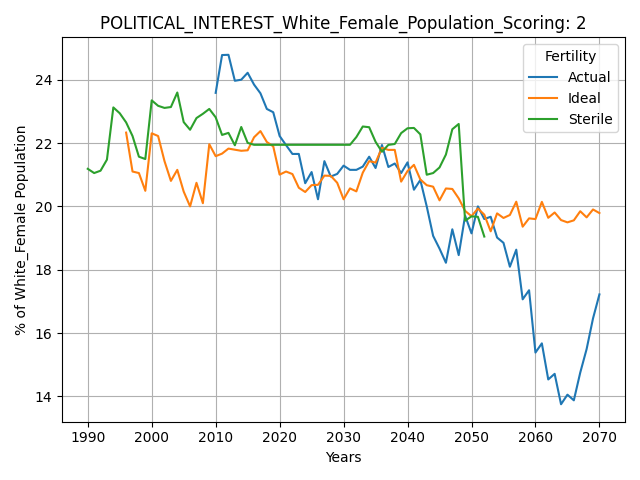 POLITICAL_INTEREST_White_Female_Population_Scoring: 2
Fertility
Actual
Ideal
Sterile
% of White_Female Population
24
22
20
18
16
14
1990 2000 2010 2020 2030 2040 2050 2060 2070
Years